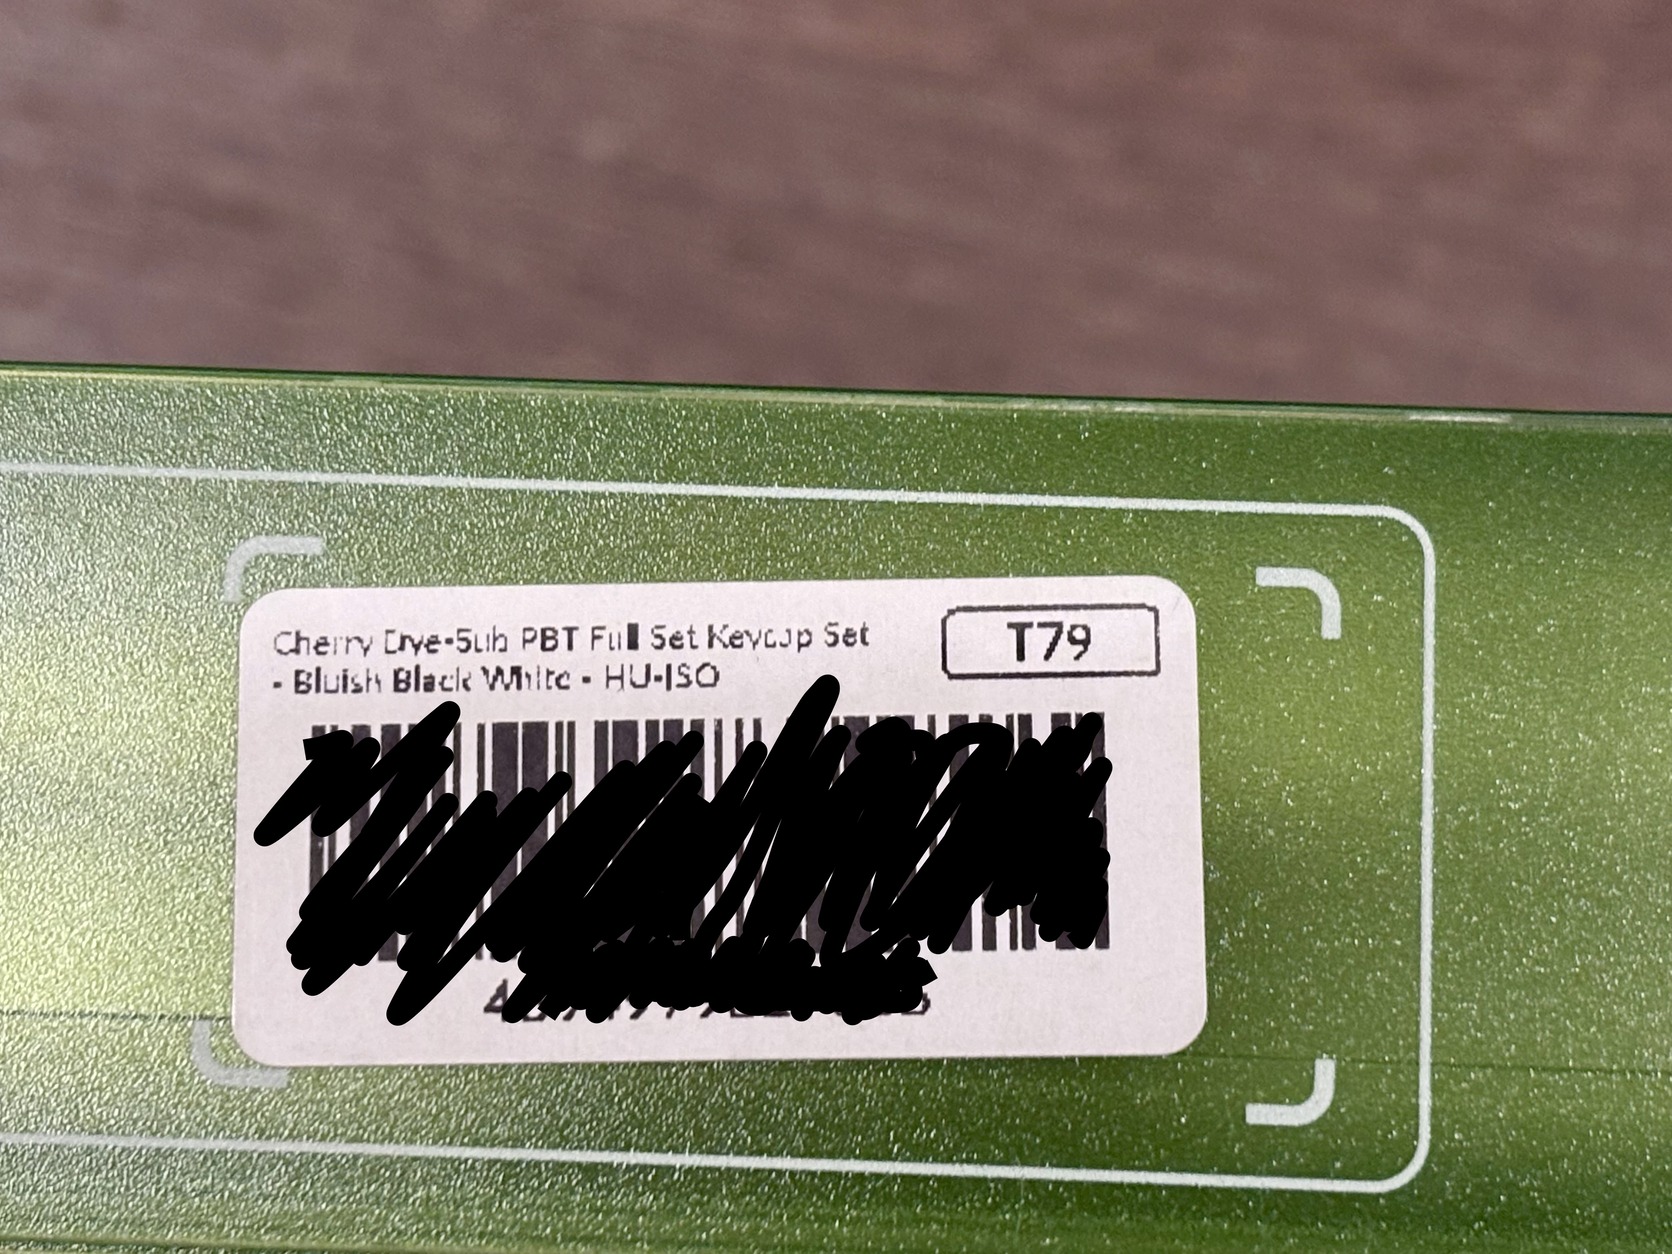 Cherry Dye-Sub PBT Full Set Keycap Set
- Bluish Black White - HU-ISO
T79